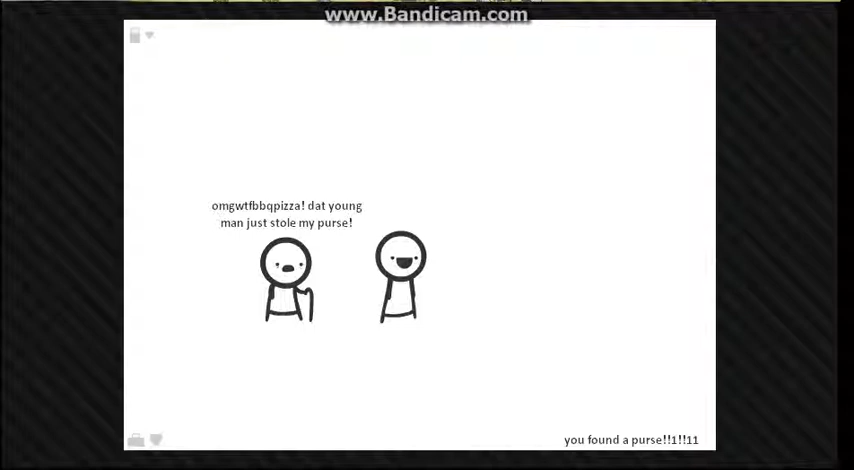 www.Bandicam.com
omgwtfbbqpizza! dat young
man just stole my purse!
you found a purse!!1!!11